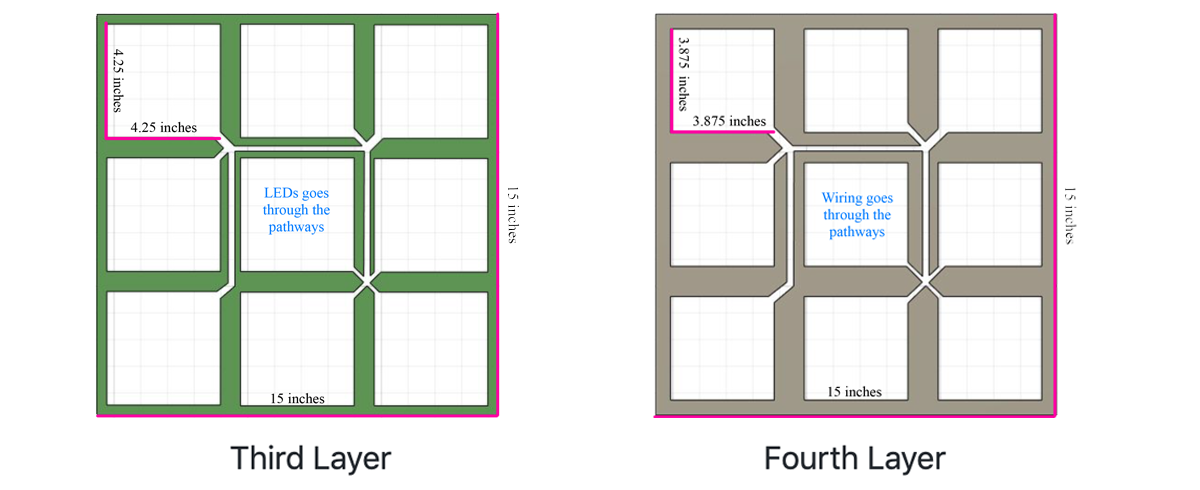 4.25 inches
4.25 inches
LEDs goes
through the
pathways
15 inches
15 inches
Third Layer
3.875 inches
3.875 inches
Wiring goes
through the
pathways
15 inches
15 inches
Fourth Layer